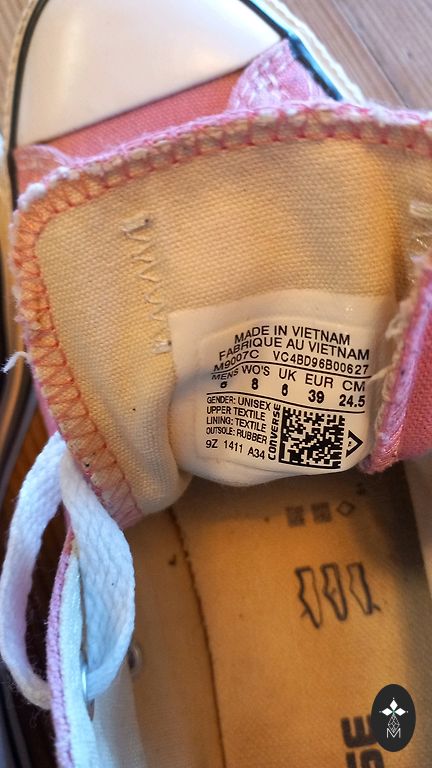 MADE IN VIETNAM
FABRIQUE AU VIETNAM
M9007C VC4BD96B00627
MENS WO'S UK EUR CM
6 8 6 39 24.5
GENDER: UNISEX
UPPER TEXTILE
LINING: TEXTILE
OUTSOLE: RUBBER
9Z 1411 A34
CONVERSE
SE
M